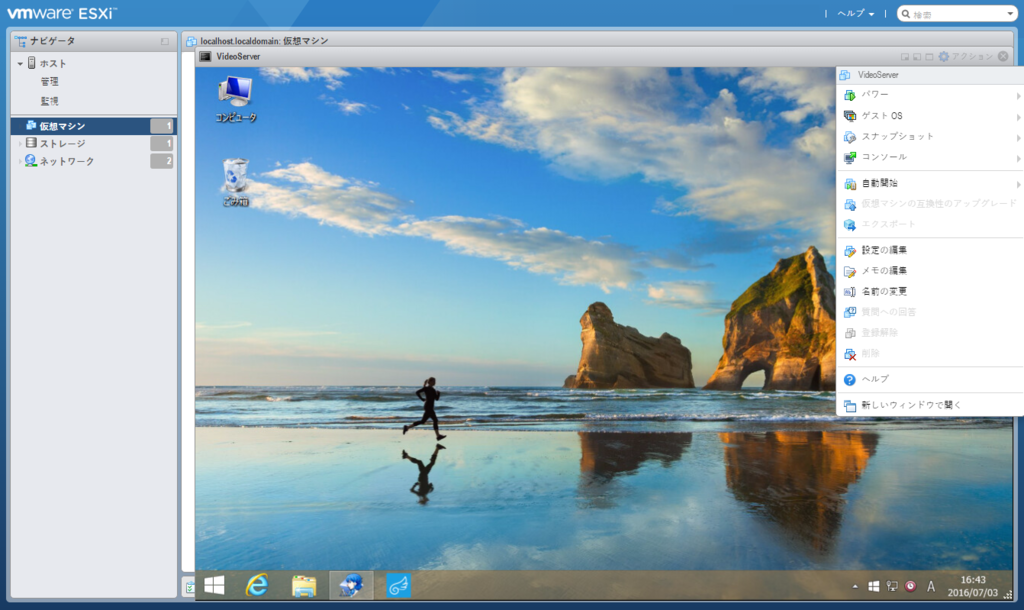 vmware ESXi™
ヘルプ
検索
ナビゲータ
ホスト
管理
監視
仮想マシン 1
ストレージ 1
ネットワーク 2
localhost.localdomain: 仮想マシン
VideoServer
アクション
コンピュータ
ごみ箱
VideoServer
パワー
ゲスト OS
スナップショット
コンソール
自動開始
仮想マシンの互換性のアップグレード
エクスポート
設定の編集
メモの編集
名前の変更
質問への回答
登録解除
削除
ヘルプ
新しいウィンドウで開く
A
16:43
2016/07/03